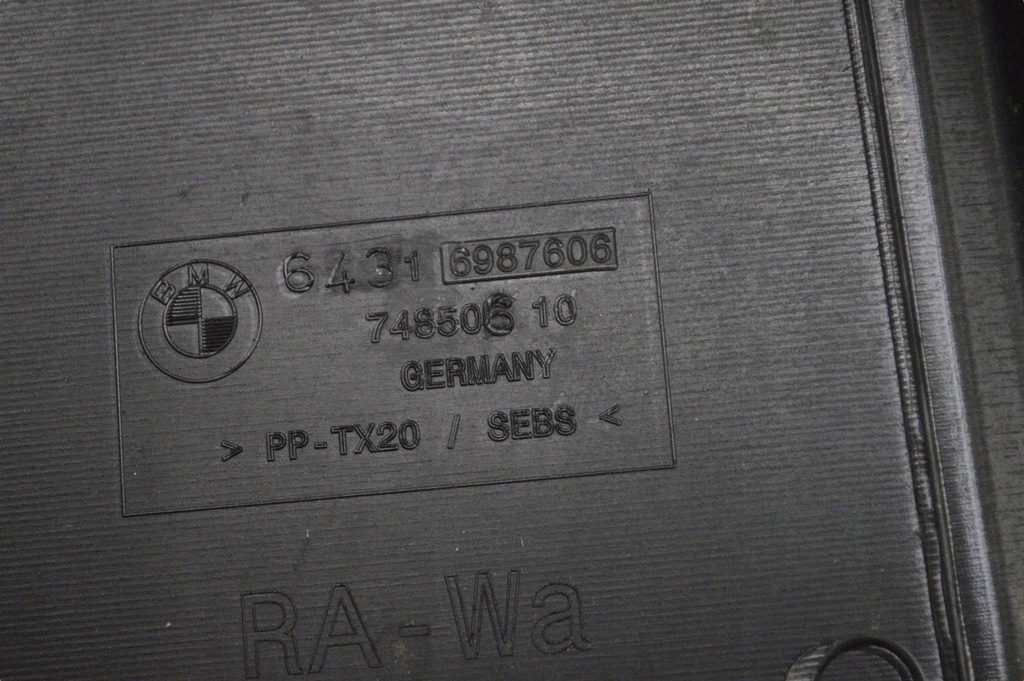 BMW
6431 6987606
748506 10
GERMANY
> PP-TX20 / SEBS <
RA-Wa